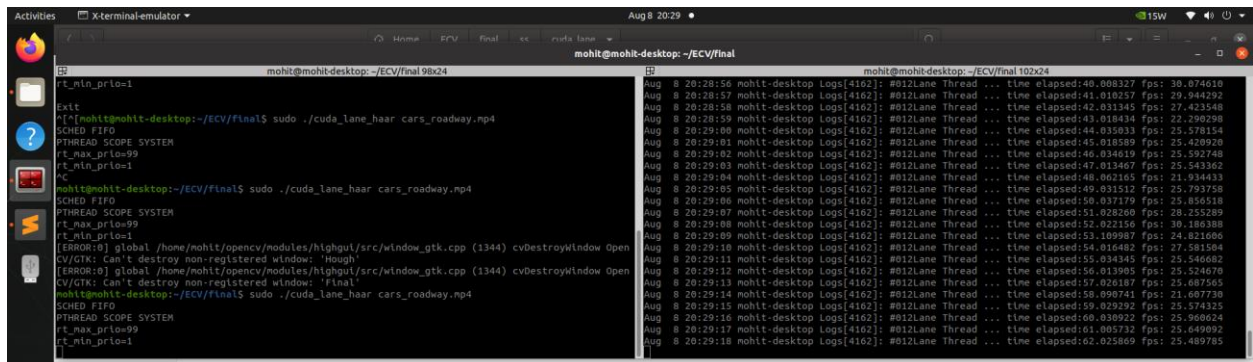 Activities X-terminal-emulator Aug 8 20:29 15W
Home ECV final ss cuda_lane
mohit@mohit-desktop: ~/ECV/final
mohit@mohit-desktop: ~/ECV/final 98x24
rt_min_prio=1
Exit
^[^[mohit@mohit-desktop:~/ECV/final$ sudo ./cuda_lane_haar cars_roadway.mp4
SCHED FIFO
PTHREAD SCOPE SYSTEM
rt_max_prio=99
rt_min_prio=1
^C
mohit@mohit-desktop:~/ECV/final$ sudo ./cuda_lane_haar cars_roadway.mp4
SCHED FIFO
PTHREAD SCOPE SYSTEM
rt_max_prio=99
rt_min_prio=1
[ERROR:0] global /home/mohit/opencv/modules/highgui/src/window_gtk.cpp (1344) cvDestroyWindow Open
CV/GTK: Can't destroy non-registered window: 'Hough'
[ERROR:0] global /home/mohit/opencv/modules/highgui/src/window_gtk.cpp (1344) cvDestroyWindow Open
CV/GTK: Can't destroy non-registered window: 'Final'
mohit@mohit-desktop:~/ECV/final$ sudo ./cuda_lane_haar cars_roadway.mp4
SCHED FIFO
PTHREAD SCOPE SYSTEM
rt_max_prio=99
rt_min_prio=1
mohit@mohit-desktop: ~/ECV/final 102x24
Aug 8 20:28:56 mohit-desktop Logs[4162]: #012Lane Thread ... time elapsed:40.008327 fps: 30.074610
Aug 8 20:28:57 mohit-desktop Logs[4162]: #012Lane Thread ... time elapsed:41.010257 fps: 29.944292
Aug 8 20:28:58 mohit-desktop Logs[4162]: #012Lane Thread ... time elapsed:42.031345 fps: 27.423548
Aug 8 20:28:59 mohit-desktop Logs[4162]: #012Lane Thread ... time elapsed:43.018434 fps: 22.290298
Aug 8 20:29:00 mohit-desktop Logs[4162]: #012Lane Thread ... time elapsed:44.035033 fps: 25.578154
Aug 8 20:29:01 mohit-desktop Logs[4162]: #012Lane Thread ... time elapsed:45.018589 fps: 25.420920
Aug 8 20:29:02 mohit-desktop Logs[4162]: #012Lane Thread ... time elapsed:46.034619 fps: 25.592748
Aug 8 20:29:03 mohit-desktop Logs[4162]: #012Lane Thread ... time elapsed:47.013467 fps: 25.543362
Aug 8 20:29:04 mohit-desktop Logs[4162]: #012Lane Thread ... time elapsed:48.062165 fps: 21.934433
Aug 8 20:29:05 mohit-desktop Logs[4162]: #012Lane Thread ... time elapsed:49.031512 fps: 25.793758
Aug 8 20:29:06 mohit-desktop Logs[4162]: #012Lane Thread ... time elapsed:50.037179 fps: 25.856518
Aug 8 20:29:07 mohit-desktop Logs[4162]: #012Lane Thread ... time elapsed:51.028260 fps: 28.255289
Aug 8 20:29:08 mohit-desktop Logs[4162]: #012Lane Thread ... time elapsed:52.022156 fps: 30.186388
Aug 8 20:29:09 mohit-desktop Logs[4162]: #012Lane Thread ... time elapsed:53.109987 fps: 24.821606
Aug 8 20:29:10 mohit-desktop Logs[4162]: #012Lane Thread ... time elapsed:54.016482 fps: 27.581504
Aug 8 20:29:11 mohit-desktop Logs[4162]: #012Lane Thread ... time elapsed:55.034345 fps: 25.546682
Aug 8 20:29:12 mohit-desktop Logs[4162]: #012Lane Thread ... time elapsed:56.013905 fps: 25.524670
Aug 8 20:29:13 mohit-desktop Logs[4162]: #012Lane Thread ... time elapsed:57.026187 fps: 25.687565
Aug 8 20:29:14 mohit-desktop Logs[4162]: #012Lane Thread ... time elapsed:58.090741 fps: 21.607730
Aug 8 20:29:15 mohit-desktop Logs[4162]: #012Lane Thread ... time elapsed:59.029292 fps: 25.574325
Aug 8 20:29:16 mohit-desktop Logs[4162]: #012Lane Thread ... time elapsed:60.030922 fps: 25.960624
Aug 8 20:29:17 mohit-desktop Logs[4162]: #012Lane Thread ... time elapsed:61.005732 fps: 25.649092
Aug 8 20:29:18 mohit-desktop Logs[4162]: #012Lane Thread ... time elapsed:62.025869 fps: 25.489785